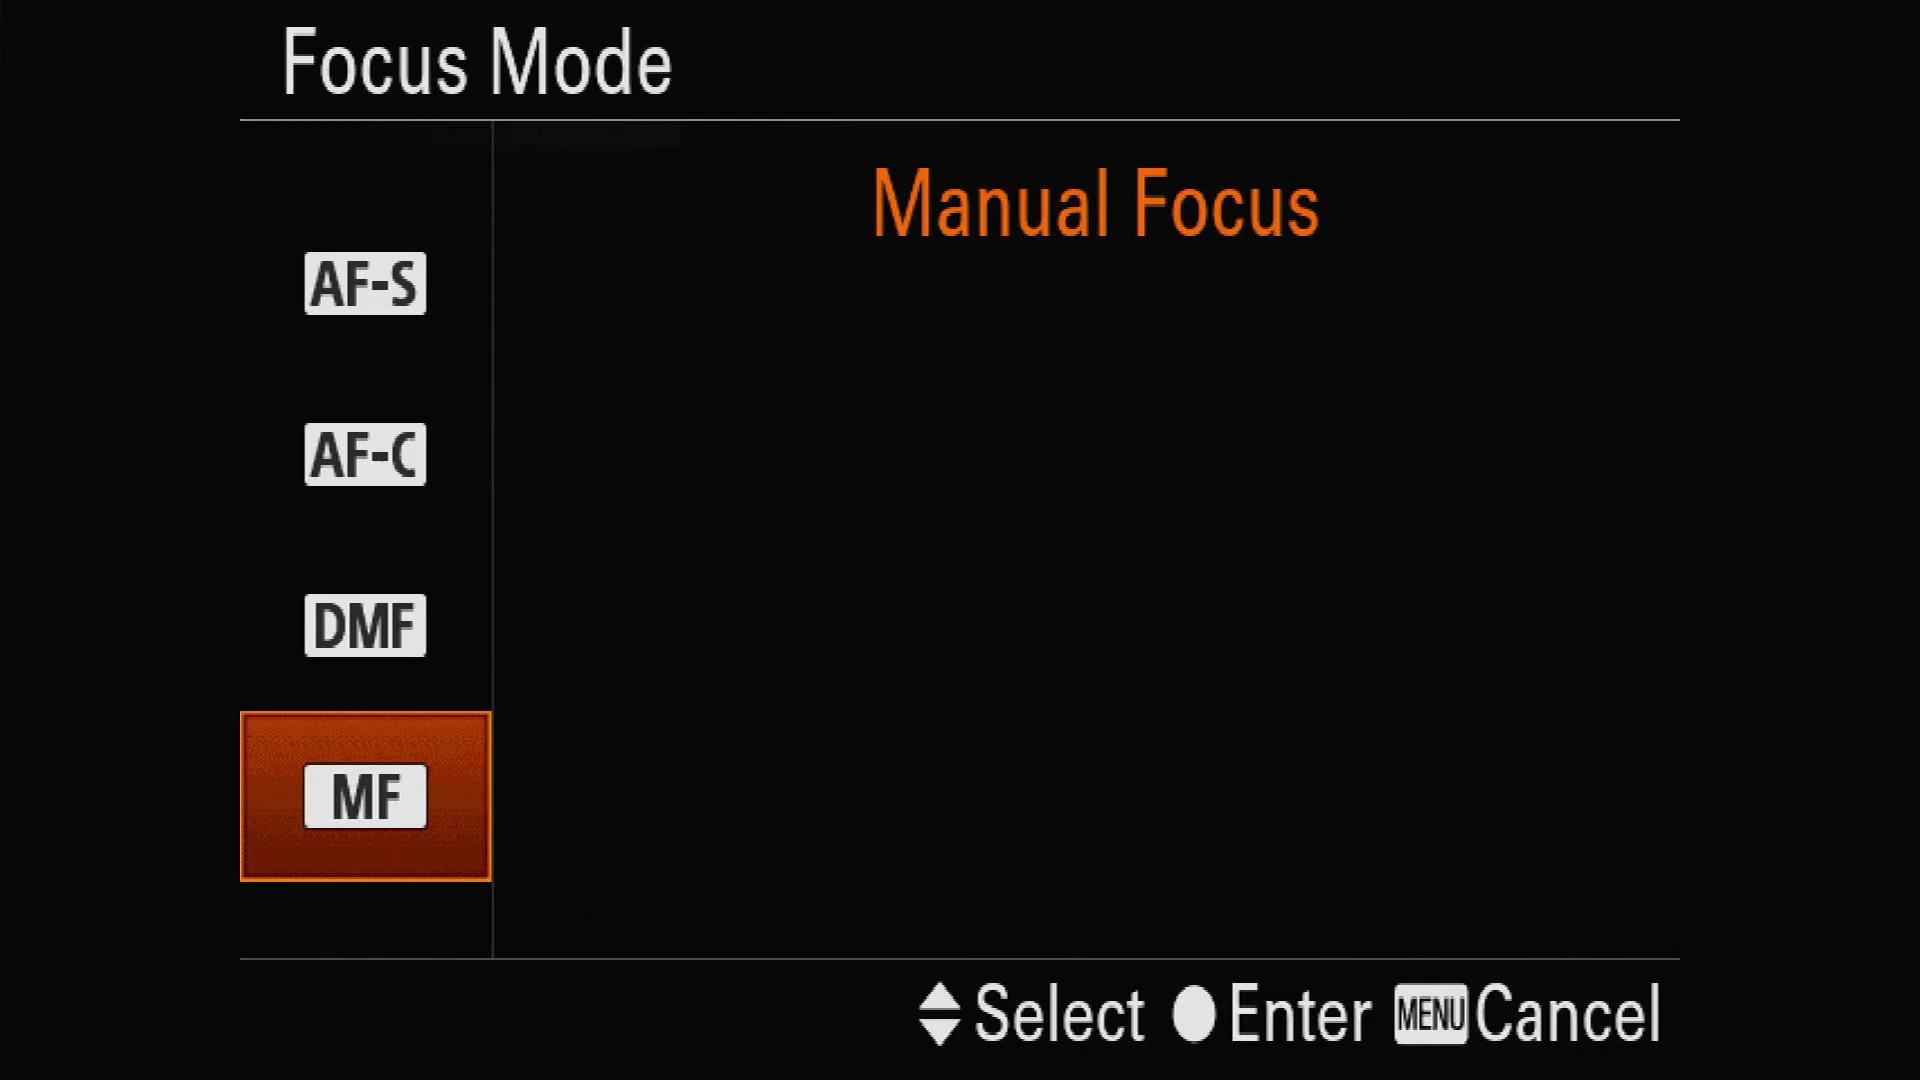 Focus Mode
Manual Focus
AF-S
AF-C
DMF
MF
Select Enter MENU Cancel